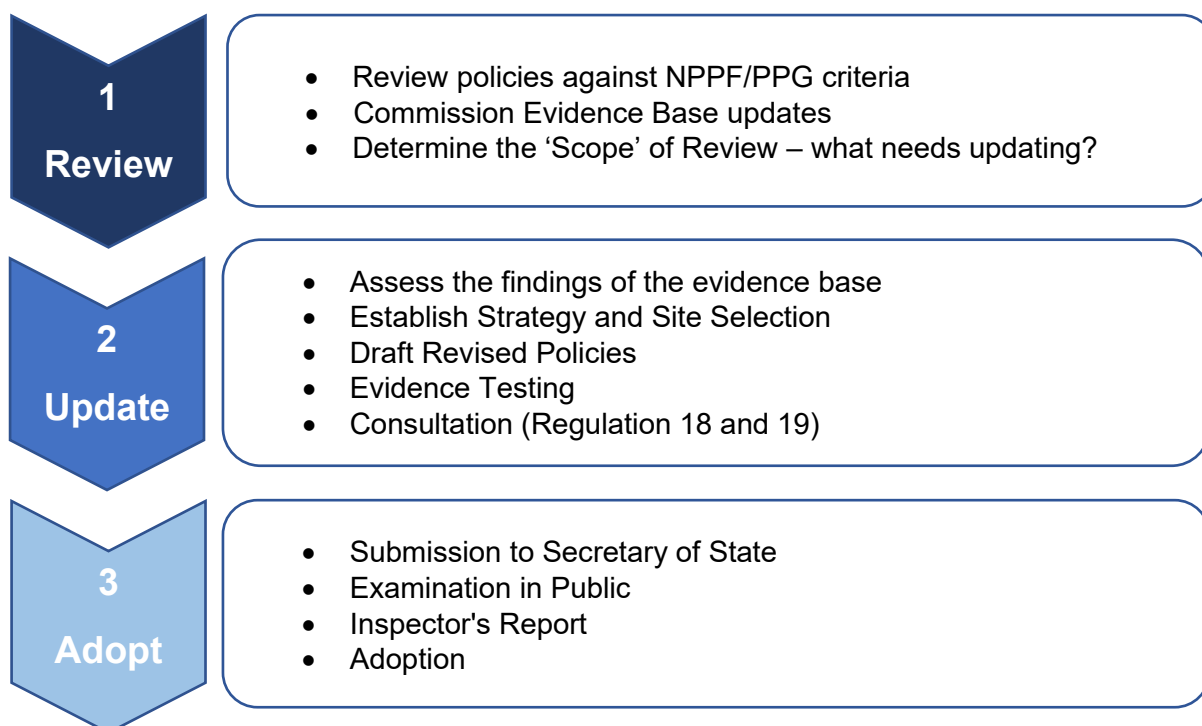 1
Review
• Review policies against NPPF/PPG criteria
• Commission Evidence Base updates
• Determine the ‘Scope’ of Review – what needs updating?
2
Update
• Assess the findings of the evidence base
• Establish Strategy and Site Selection
• Draft Revised Policies
• Evidence Testing
• Consultation (Regulation 18 and 19)
3
Adopt
• Submission to Secretary of State
• Examination in Public
• Inspector's Report
• Adoption